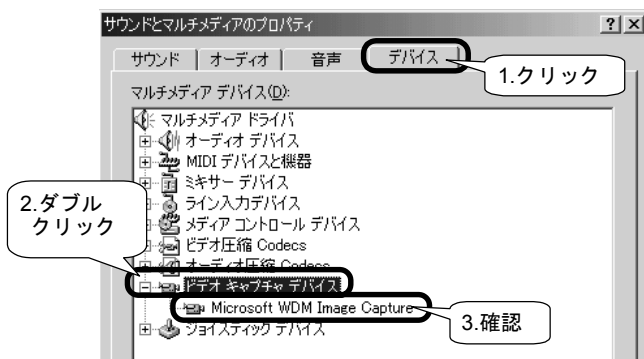 サウンドとマルチメディアのプロパティ
サウンド オーディオ 音声 デバイス
1.クリック
マルチメディア デバイス(D):
マルチメディア ドライバ
オーディオ デバイス
MIDI デバイスと機器
ミキサー デバイス
ライン入力デバイス
2.ダブル
クリック
メディア コントロール デバイス
ビデオ圧縮 Codecs
オーディオ圧縮 Codecs
ビデオ キャプチャ デバイス
Microsoft WDM Image Capture
3.確認
ジョイスティック デバイス